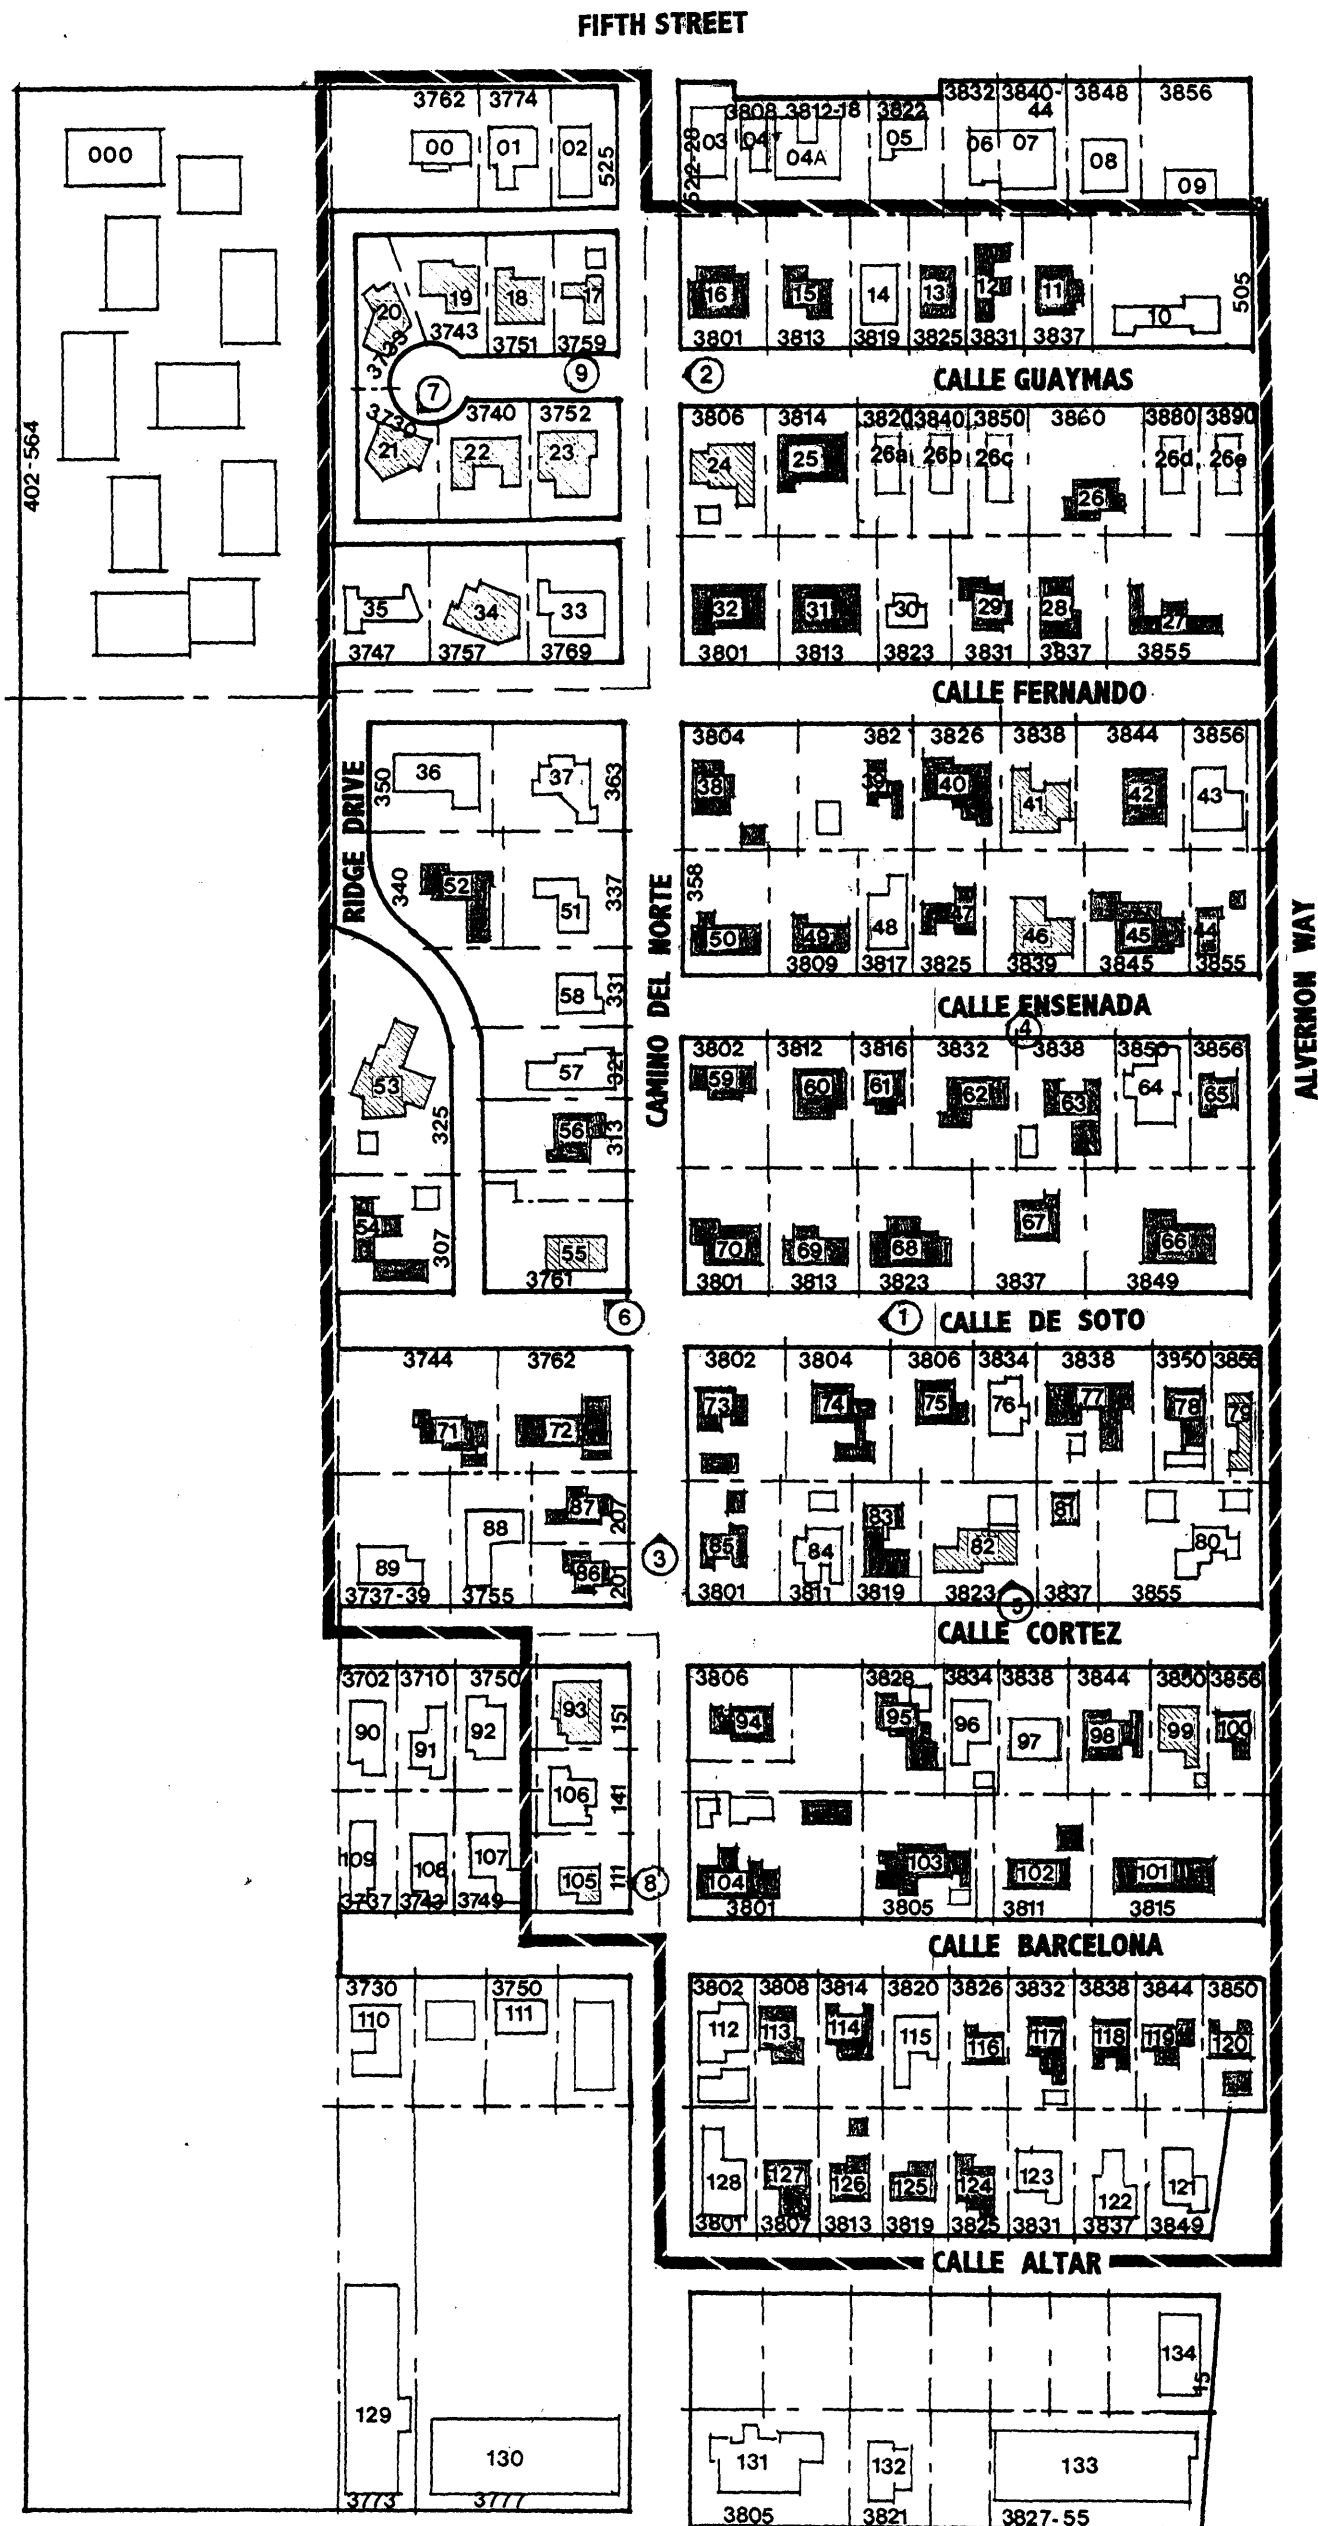 FIFTH STREET
3762 3774
3832 3840-44 3848 3856
3808 3812-18 3822
000
00 01 02 525
522-28 03 04 04A 05 06 07 08 09
20 19 18 17
3743 3751 3759
16 15 14 13 12 11 10 505
3801 3813 3819 3825 3831 3837
7 9 2
CALLE GUAYMAS
3730 3740 3752
3806 3814 3820 3840 3850 3860 3880 3890
402-564
21 22 23
24 25 26a 26b 26c 26 26d 26e
35 34 33
3747 3757 3769
32 31 30 29 28 27
3801 3813 3823 3831 3837 3855
CALLE FERNANDO
RIDGE DRIVE
350 36 37 363
3804 382 3826 3838 3844 3856
38 39 40 41 42 43
340 52 51 337
358
50 49 48 47 46 45 44
3809 3817 3825 3839 3845 3855
CAMINO DEL NORTE
ALVERNON WAY
58 331
CALLE ENSENADA
4
53 325 57 321
56 313
3802 3812 3816 3832 3838 3850 3856
59 60 61 62 63 64 65
54 307 55
3761
70 69 68 67 66
3801 3813 3823 3837 3849
6 1
CALLE DE SOTO
3744 3762
71 72
3802 3804 3806 3834 3838 3850 3856
73 74 75 76 77 78 79
87 207
89 88 86 201
3737-39 3755
3
85 84 83 82 81 80
3801 3811 3819 3823 3837 3855
5
CALLE CORTEZ
3702 3710 3750
90 91 92 93 151
3806 3828 3834 3838 3844 3850 3856
94 95 96 97 98 99 100
106 141
109 108 107 105 111
3737 3743 3749
8
104 103 102 101
3801 3805 3811 3815
CALLE BARCELONA
3730 3750
110 111
3802 3808 3814 3820 3826 3832 3838 3844 3850
112 113 114 115 116 117 118 119 120
128 127 126 125 124 123 122 121
3801 3807 3813 3819 3825 3831 3837 3849
CALLE ALTAR
134
15
129 130
3773 3777
131 132 133
3805 3821 3827-55